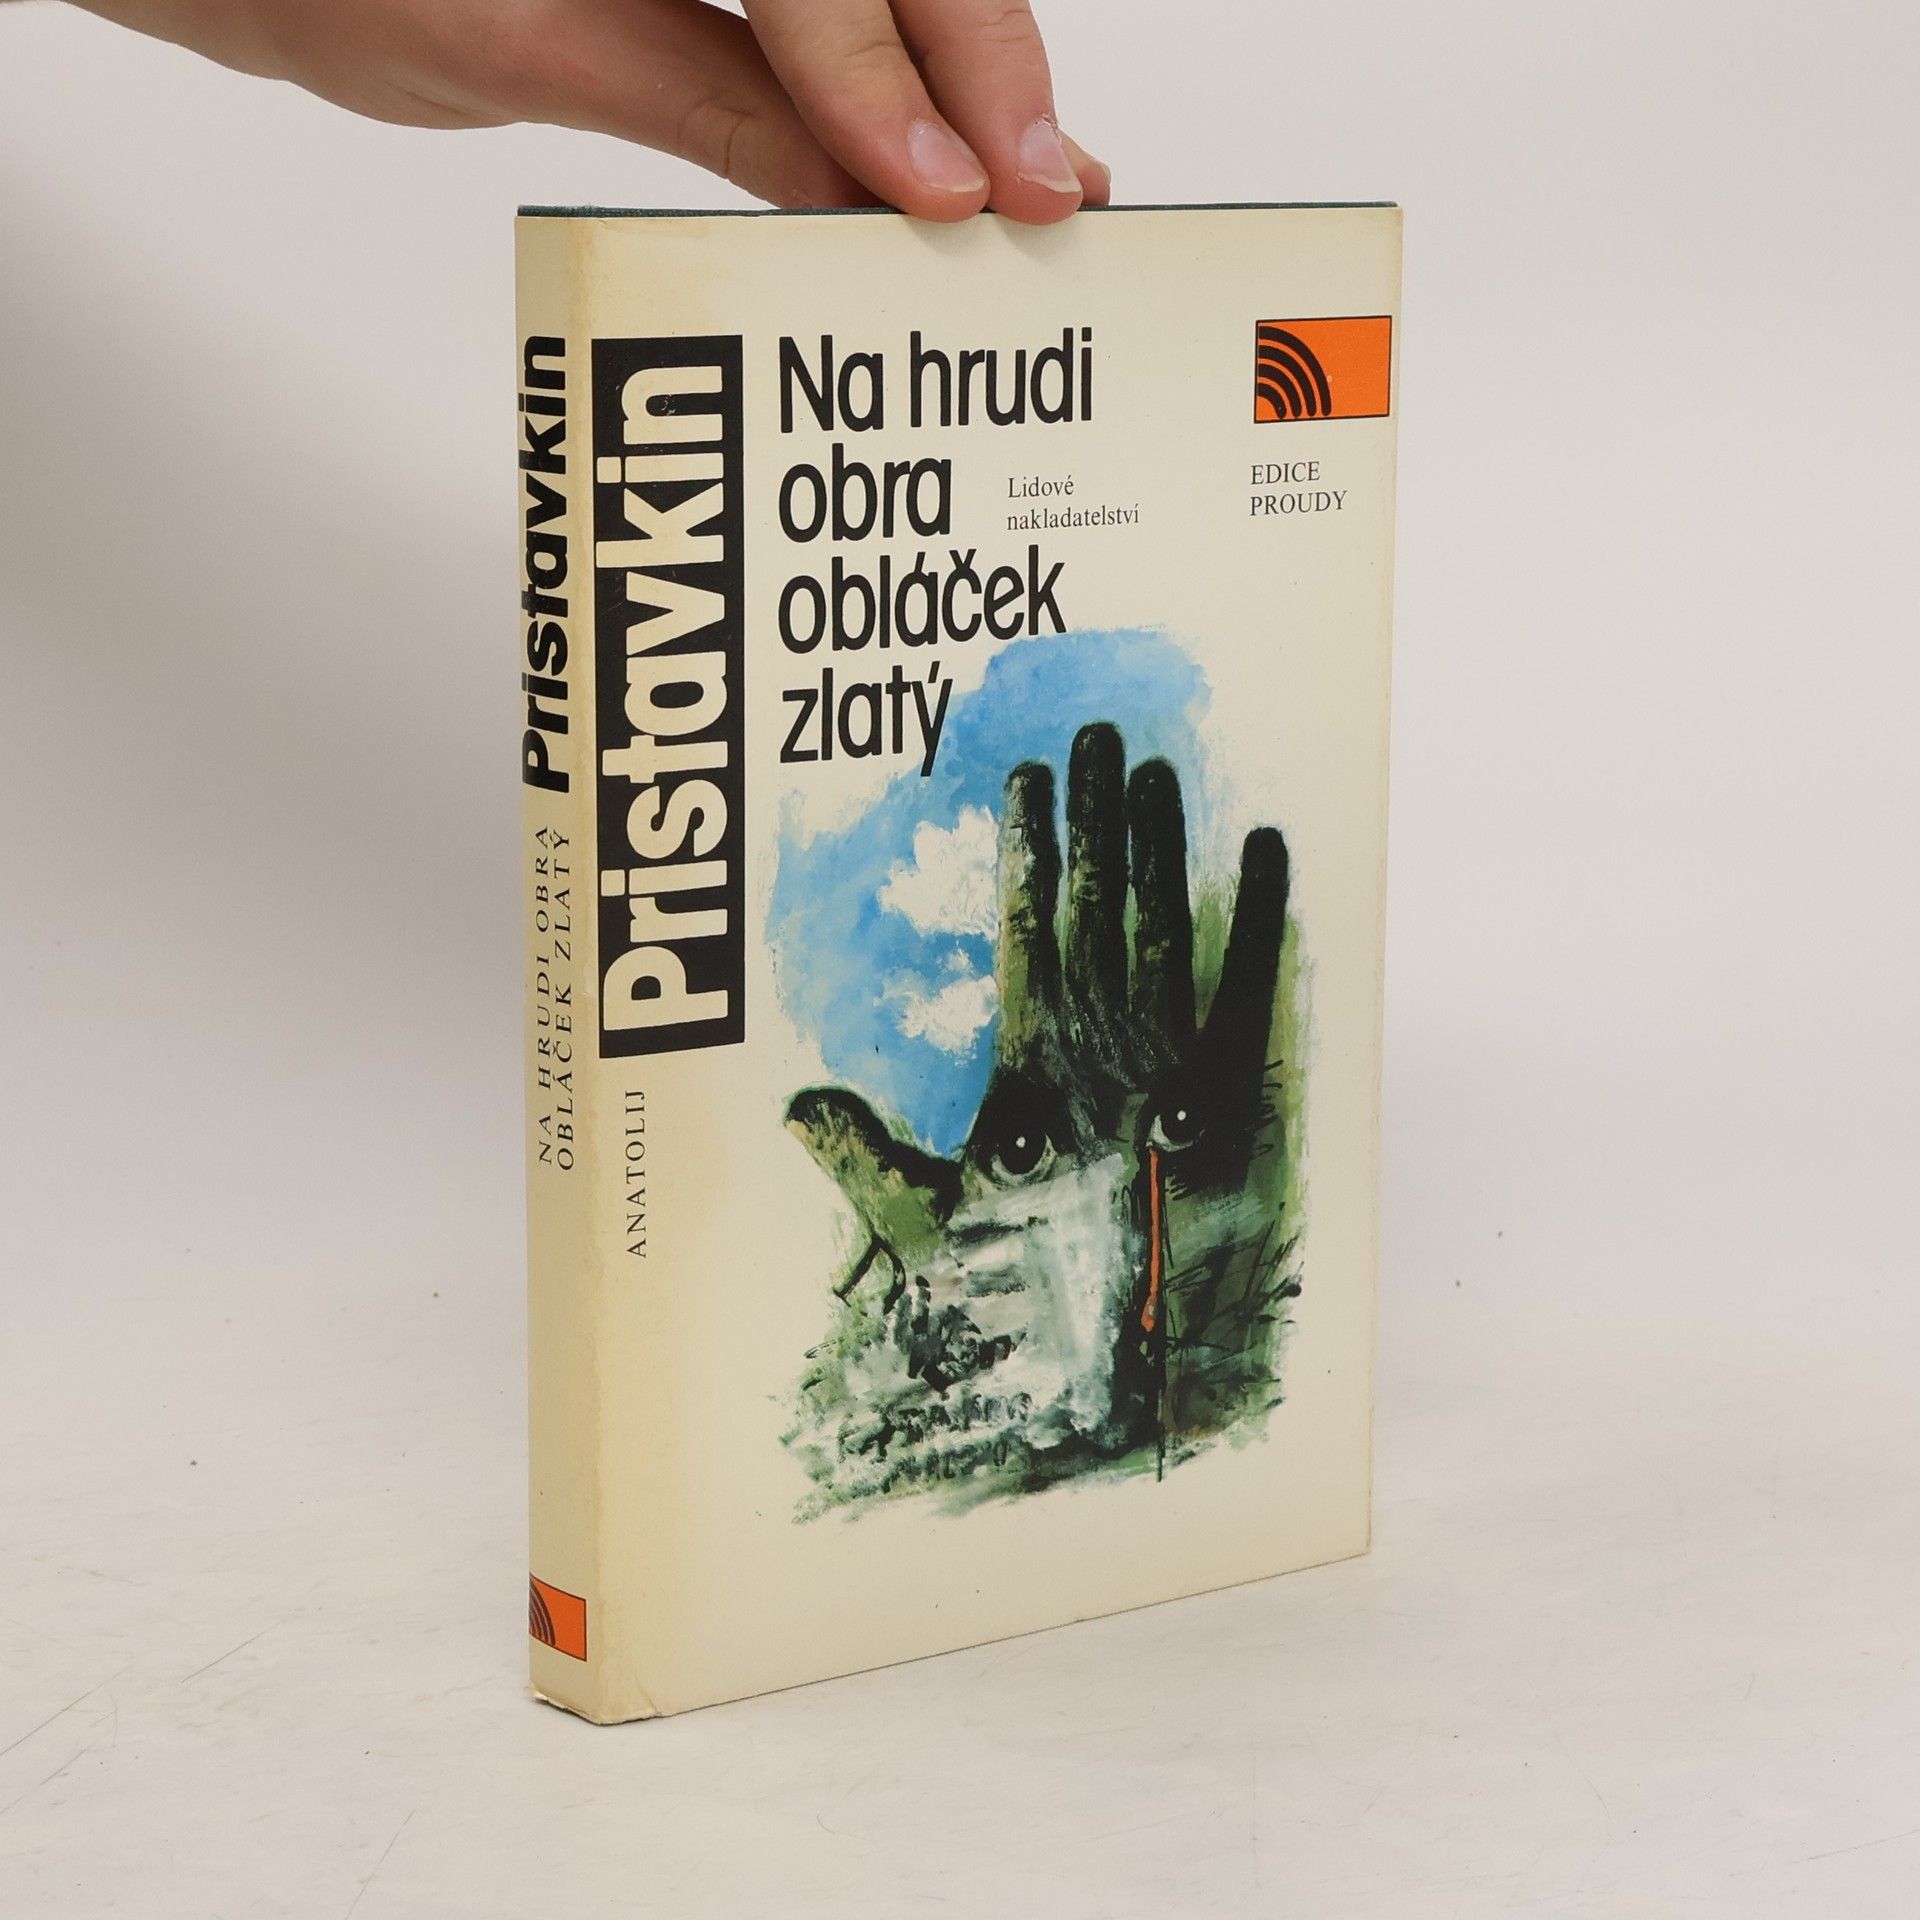 Pristavkin
NA HRUDI OBRA
OBLÁČEK ZLATÝ
ANATOLIJ
Pristavkin
Na hrudi
obra
obláček
zlatý
Lidové
nakladatelství
EDICE
PROUDY